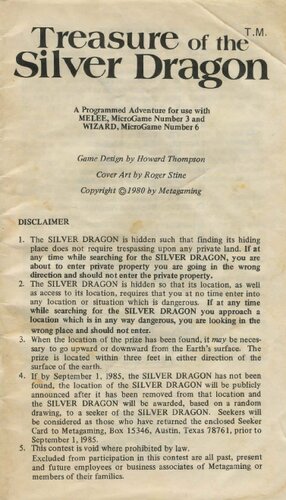 Treasure of the T.M.
Silver Dragon
A Programmed Adventure for use with
MELEE, MicroGame Number 3 and
WIZARD, MicroGame Number 6
Game Design by Howard Thompson
Cover Art by Roger Stine
Copyright © 1980 by Metagaming
DISCLAIMER
1. The SILVER DRAGON is hidden such that finding its hiding
place does not require trespassing upon any private land. If at
any time while searching for the SILVER DRAGON, you are
about to enter private property you are going in the wrong
direction and should not enter the private property.
2. The SILVER DRAGON is hidden so that its location, as well
as access to its location, requires that you at no time enter into
any location or situation which is dangerous. If at any time
while searching for the SILVER DRAGON you approach a
location which is in any way dangerous, you are looking in the
wrong place and should not enter.
3. When the location of the prize has been found, it may be neces-
sary to go upward or downward from the Earth's surface. The
prize is located within three feet in either direction of the
surface of the earth.
4. If by September 1, 1985, the SILVER DRAGON has not been
found, the location of the SILVER DRAGON will be publicly
announced after it has been removed from that location and
the SILVER DRAGON will be awarded, based on a random
drawing, to a seeker of the SILVER DRAGON. Seekers will
be considered as those who have returned the enclosed Seeker
Card to Metagaming, Box 15346, Austin, Texas 78761, prior to
September 1, 1985.
5. This contest is void where prohibited by law.
Excluded from participation in this contest are all past, present
and future employees or business associates of Metagaming or
members of their families.